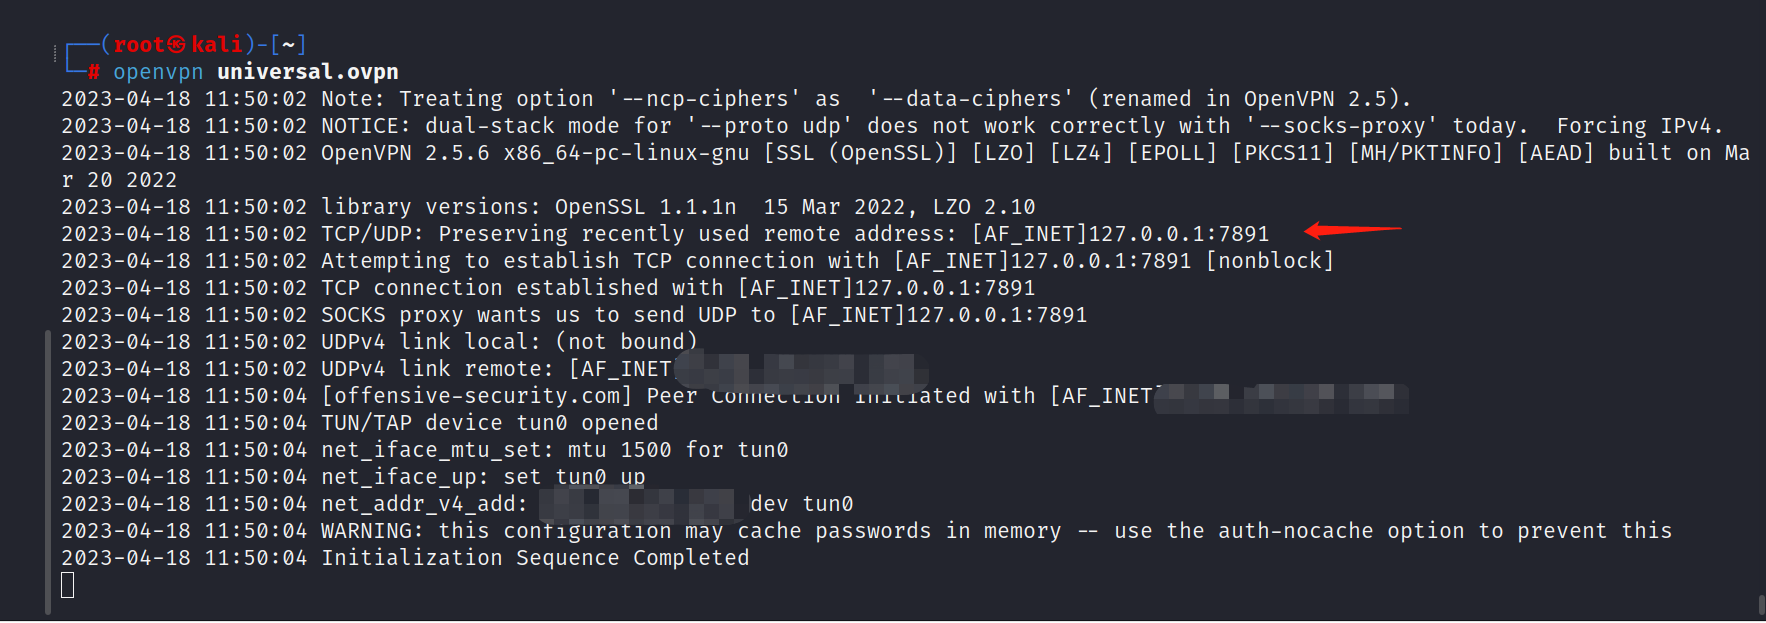 (root㉿kali)-[~]
# openvpn universal.ovpn
2023-04-18 11:50:02 Note: Treating option '--ncp-ciphers' as  '--data-ciphers' (renamed in OpenVPN 2.5).
2023-04-18 11:50:02 NOTICE: dual-stack mode for '--proto udp' does not work correctly with '--socks-proxy' today.  Forcing IPv4.
2023-04-18 11:50:02 OpenVPN 2.5.6 x86_64-pc-linux-gnu [SSL (OpenSSL)] [LZO] [LZ4] [EPOLL] [PKCS11] [MH/PKTINFO] [AEAD] built on Ma
r 20 2022
2023-04-18 11:50:02 library versions: OpenSSL 1.1.1n  15 Mar 2022, LZO 2.10
2023-04-18 11:50:02 TCP/UDP: Preserving recently used remote address: [AF_INET]127.0.0.1:7891
2023-04-18 11:50:02 Attempting to establish TCP connection with [AF_INET]127.0.0.1:7891 [nonblock]
2023-04-18 11:50:02 TCP connection established with [AF_INET]127.0.0.1:7891
2023-04-18 11:50:02 SOCKS proxy wants us to send UDP to [AF_INET]127.0.0.1:7891
2023-04-18 11:50:02 UDPv4 link local: (not bound)
2023-04-18 11:50:02 UDPv4 link remote: [AF_INET]
2023-04-18 11:50:04 [offensive-security.com] Peer Connection Initiated with [AF_INET]
2023-04-18 11:50:04 TUN/TAP device tun0 opened
2023-04-18 11:50:04 net_iface_mtu_set: mtu 1500 for tun0
2023-04-18 11:50:04 net_iface_up: set tun0 up
2023-04-18 11:50:04 net_addr_v4_add: dev tun0
2023-04-18 11:50:04 WARNING: this configuration may cache passwords in memory -- use the auth-nocache option to prevent this
2023-04-18 11:50:04 Initialization Sequence Completed